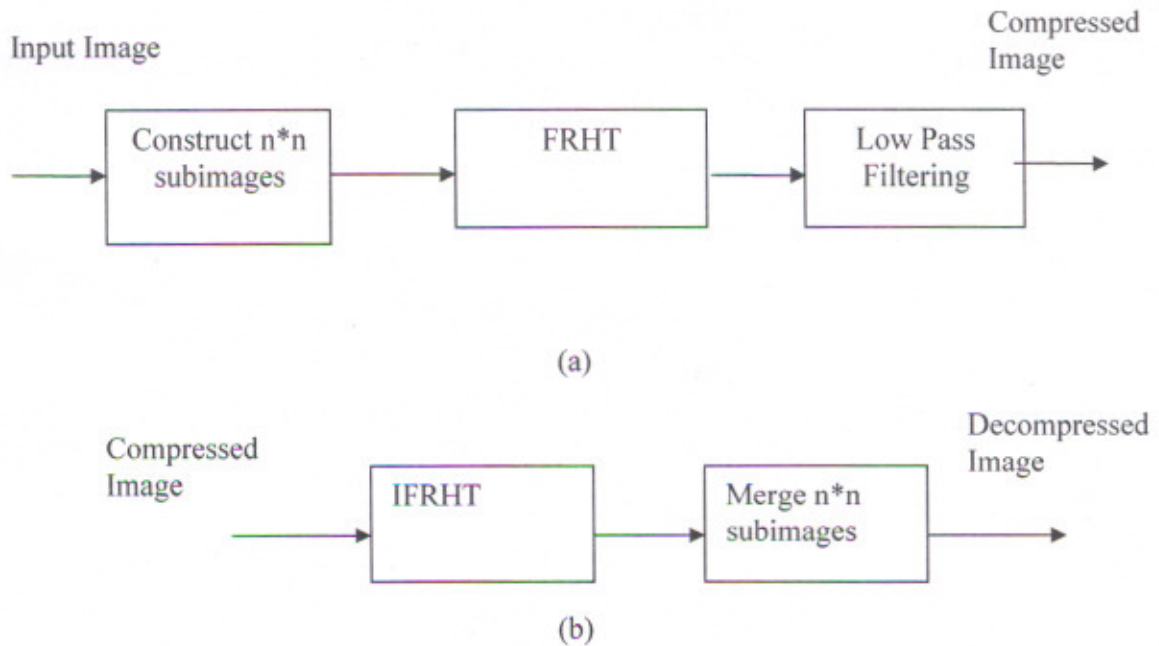 Input Image
Compressed
Image
Construct n*n
subimages
FRHT
Low Pass
Filtering
(a)
Compressed
Image
Decompressed
Image
IFRHT
Merge n*n
subimages
(b)